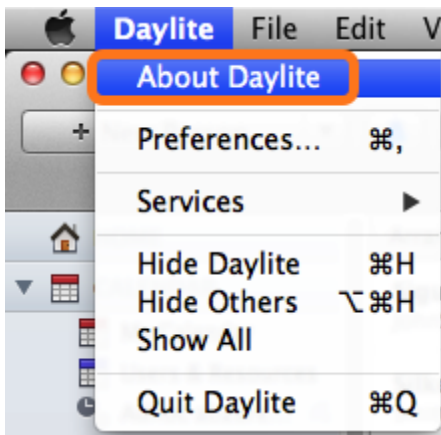 Daylite File Edit V
About Daylite
+
Preferences... ⌘,
Services ▶
Hide Daylite ⌘H
Hide Others ⌥⌘H
Show All
Quit Daylite ⌘Q